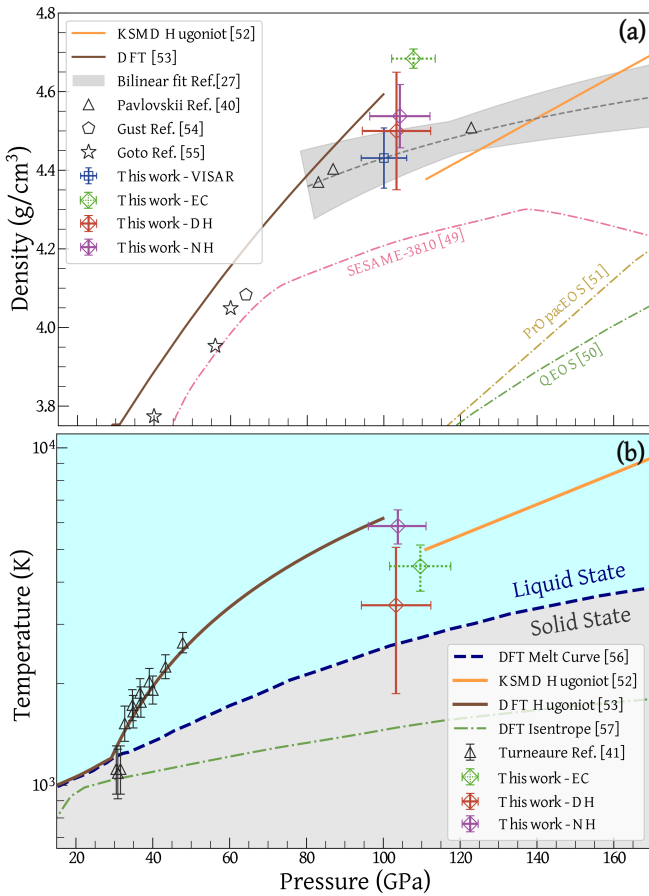 (a)
KSMD Hugoniot [52]
DFT [53]
Bilinear fit Ref.[27]
Pavlovskii Ref. [40]
Gust Ref. [54]
Goto Ref. [55]
This work - VISAR
This work - EC
This work - DH
This work - NH
SESAME-3810 [49]
PrOpacEOS [51]
QEOS [50]
Density (g/cm³)
4.8
4.6
4.4
4.2
4.0
3.8
(b)
10⁴
10³
Temperature (K)
Liquid State
Solid State
DFT Melt Curve [56]
KSMD Hugoniot [52]
DFT Hugoniot [53]
DFT Isentrope [57]
Turneaure Ref. [41]
This work - EC
This work - DH
This work - NH
20 40 60 80 100 120 140 160
Pressure (GPa)